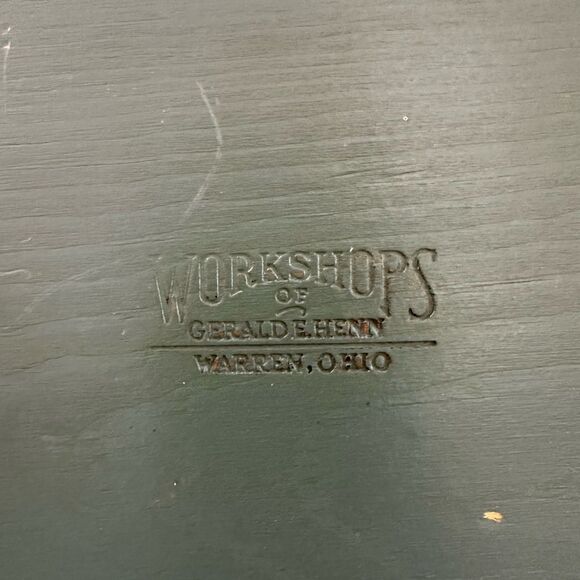 WORKSHOPS
OF
GERALD E. HENN
WARREN, OHIO